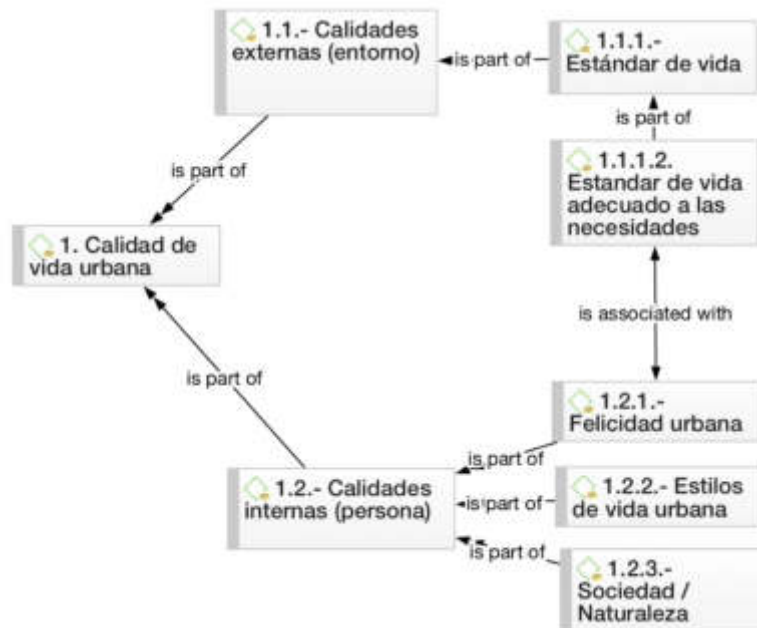 1.1.- Calidades
externas (entorno)
is part of
1.1.1.-
Estándar de vida
is part of
is part of
1.1.1.2.
Estandar de vida
adecuado a las
necesidades
1. Calidad de
vida urbana
is associated with
is part of
1.2.1.-
Felicidad urbana
is part of
1.2.- Calidades
internas (persona)
is part of
1.2.2.- Estilos
de vida urbana
is part of
1.2.3.-
Sociedad /
Naturaleza